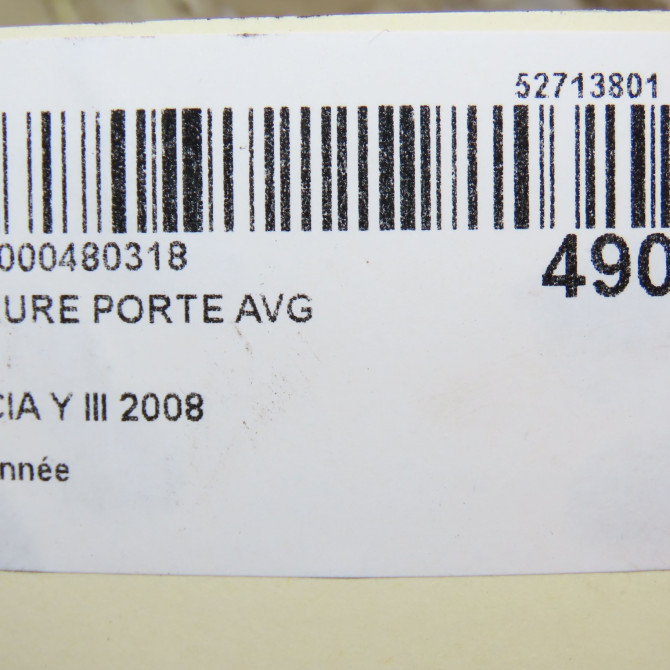 52713801
000480318
490
URE PORTE AVG
CIA Y III 2008
nnée